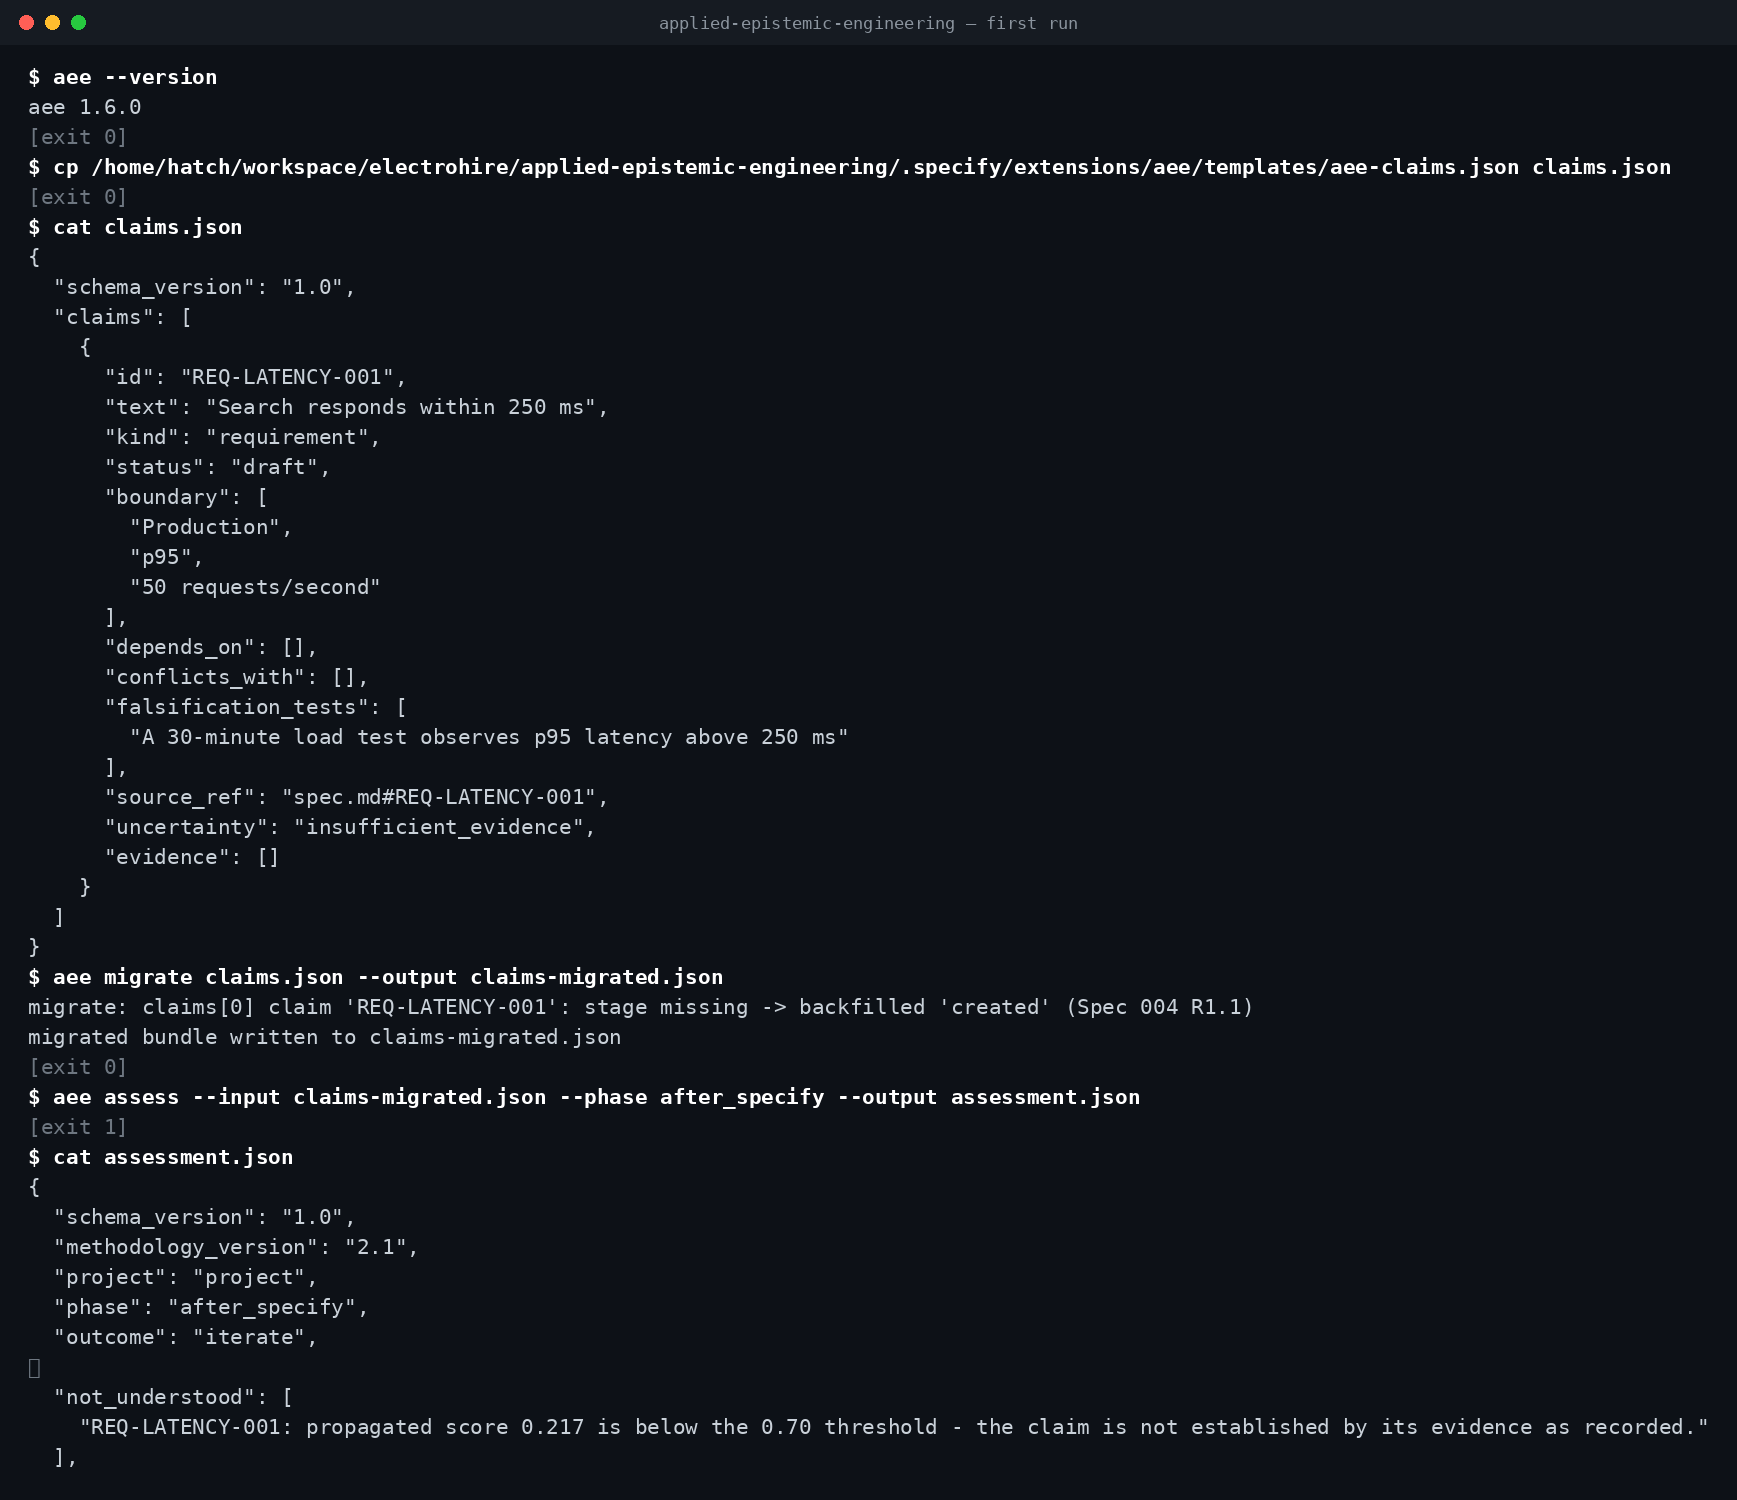 applied-epistemic-engineering — first run
$ aee --version
aee 1.6.0
[exit 0]
$ cp /home/hatch/workspace/electrohire/applied-epistemic-engineering/.specify/extensions/aee/templates/aee-claims.json claims.json
[exit 0]
$ cat claims.json
{
  "schema_version": "1.0",
  "claims": [
    {
      "id": "REQ-LATENCY-001",
      "text": "Search responds within 250 ms",
      "kind": "requirement",
      "status": "draft",
      "boundary": [
        "Production",
        "p95",
        "50 requests/second"
      ],
      "depends_on": [],
      "conflicts_with": [],
      "falsification_tests": [
        "A 30-minute load test observes p95 latency above 250 ms"
      ],
      "source_ref": "spec.md#REQ-LATENCY-001",
      "uncertainty": "insufficient_evidence",
      "evidence": []
    }
  ]
}
$ aee migrate claims.json --output claims-migrated.json
migrate: claims[0] claim 'REQ-LATENCY-001': stage missing -> backfilled 'created' (Spec 004 R1.1)
migrated bundle written to claims-migrated.json
[exit 0]
$ aee assess --input claims-migrated.json --phase after_specify --output assessment.json
[exit 1]
$ cat assessment.json
{
  "schema_version": "1.0",
  "methodology_version": "2.1",
  "project": "project",
  "phase": "after_specify",
  "outcome": "iterate",
  "not_understood": [
    "REQ-LATENCY-001: propagated score 0.217 is below the 0.70 threshold - the claim is not established by its evidence as recorded."
  ],